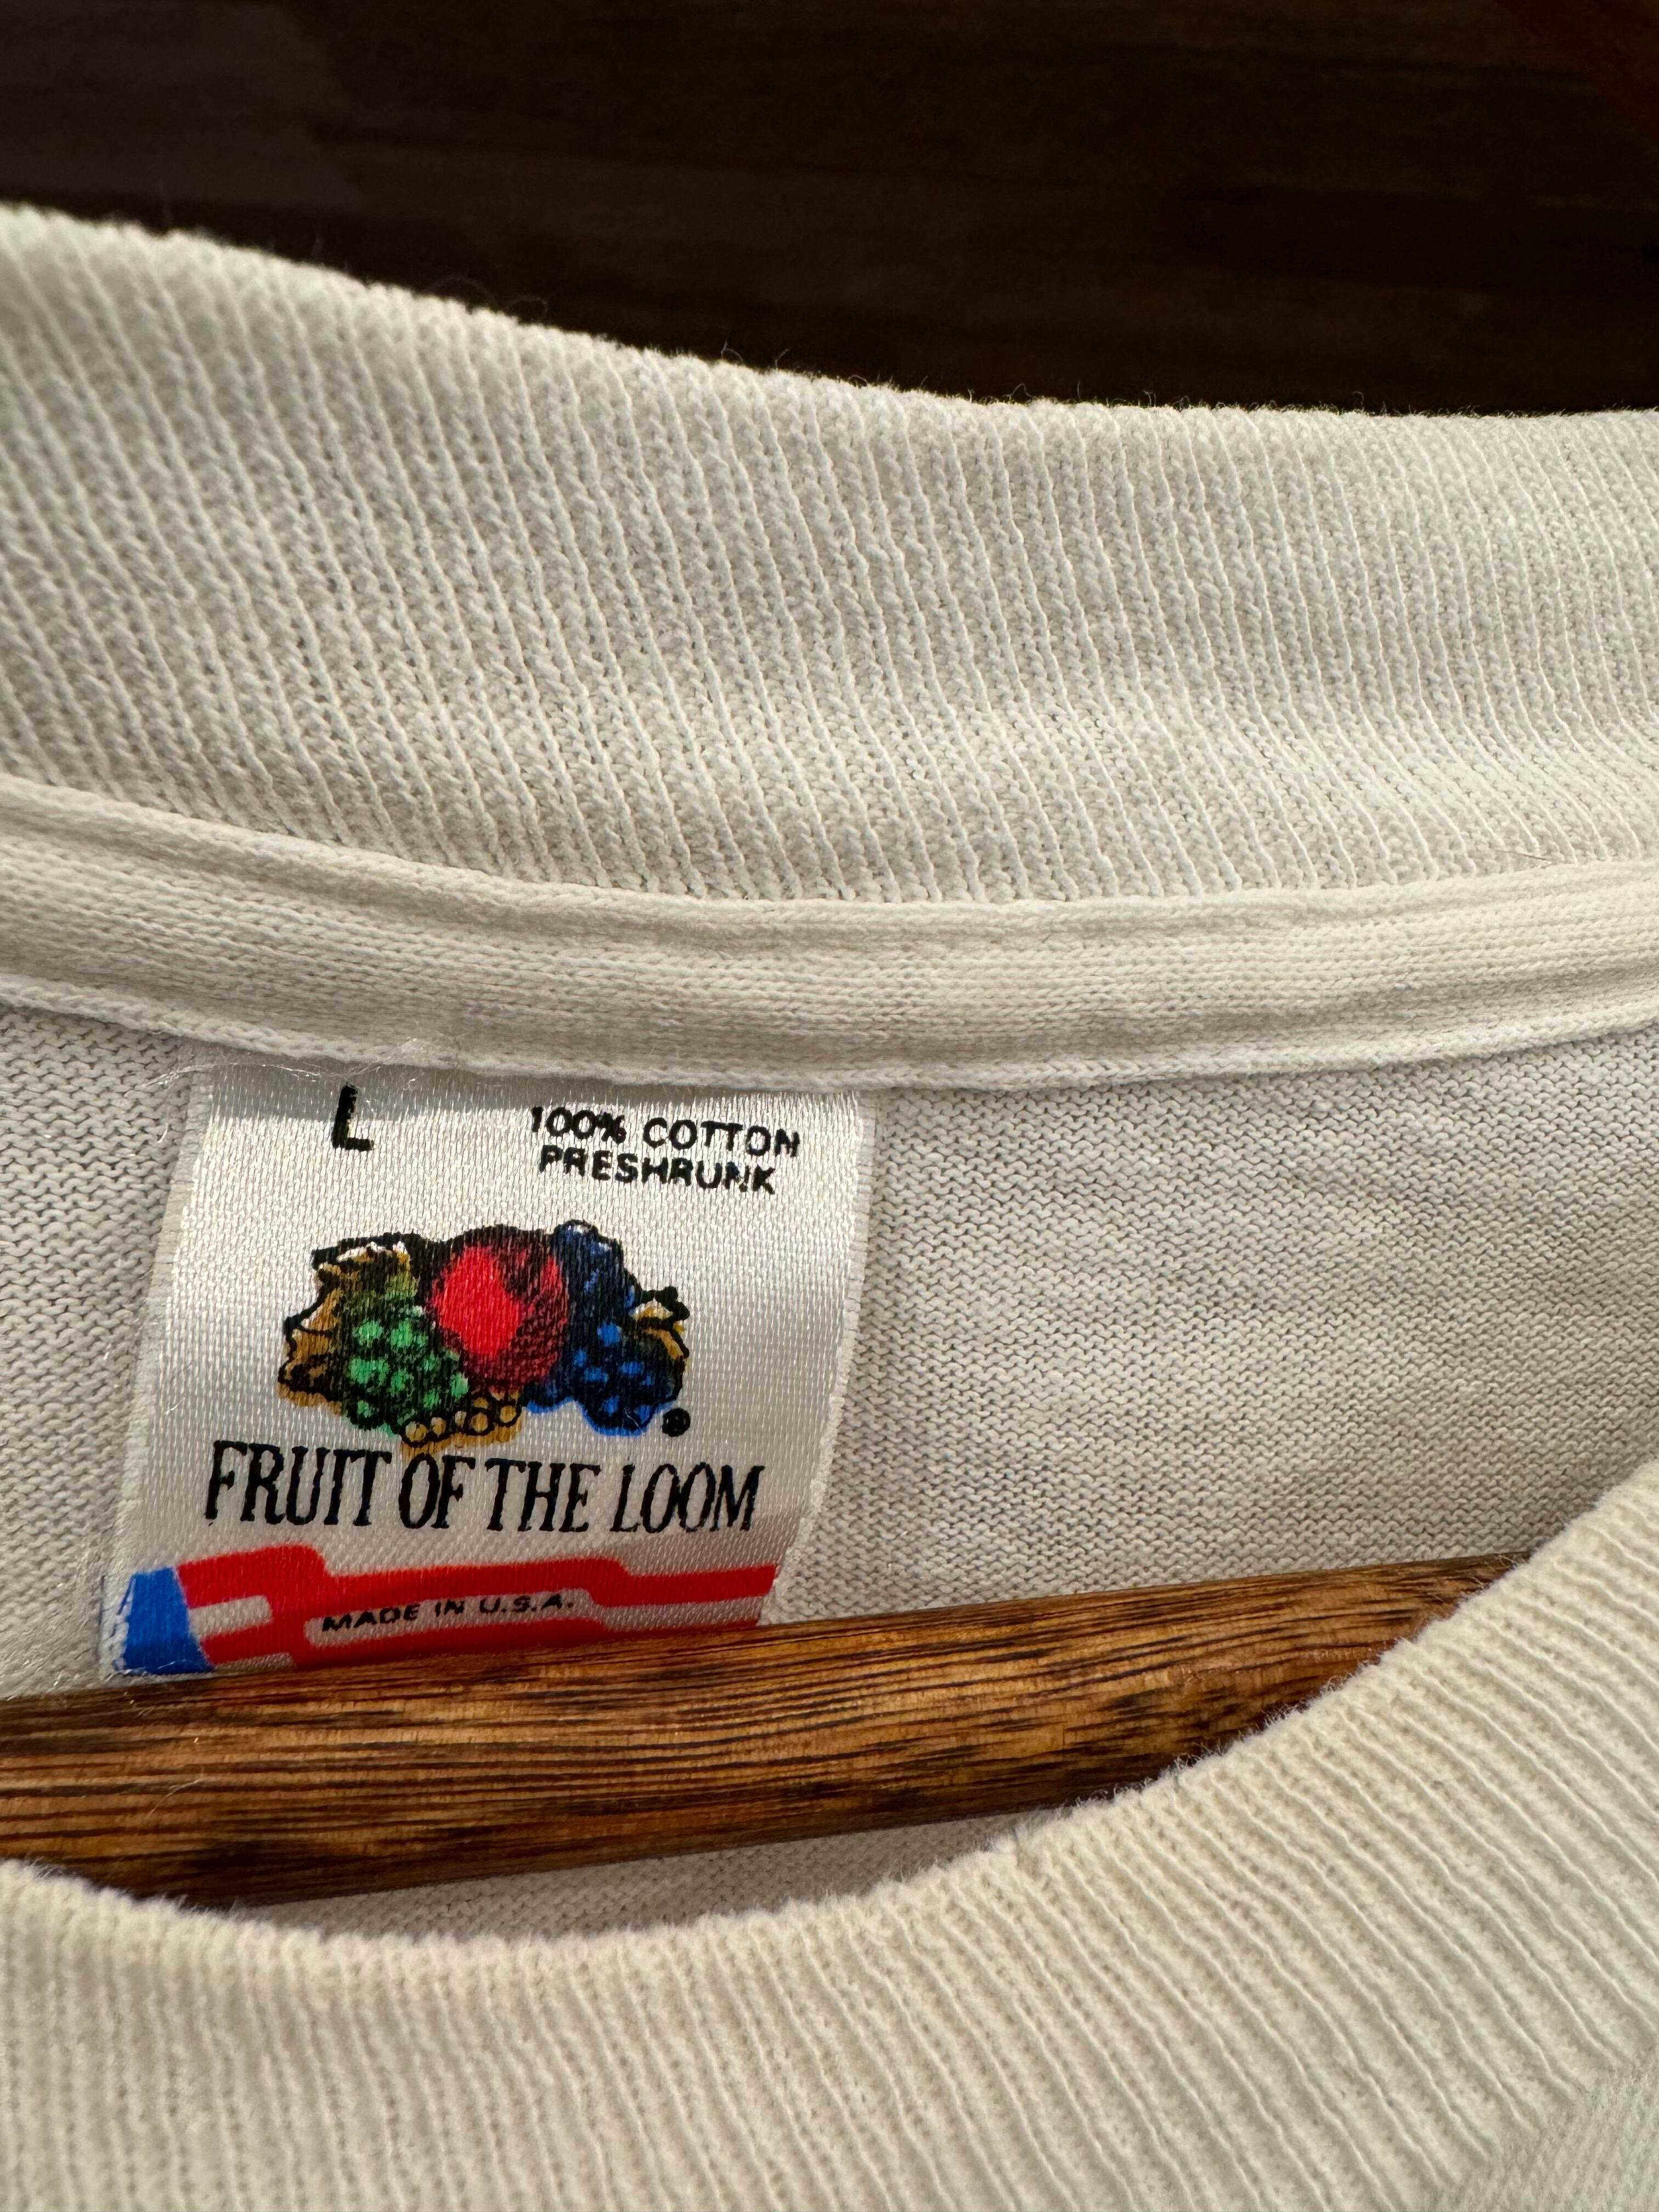 L
100% COTTON
PRESHRUNK
®
FRUIT OF THE LOOM
MADE IN U.S.A.